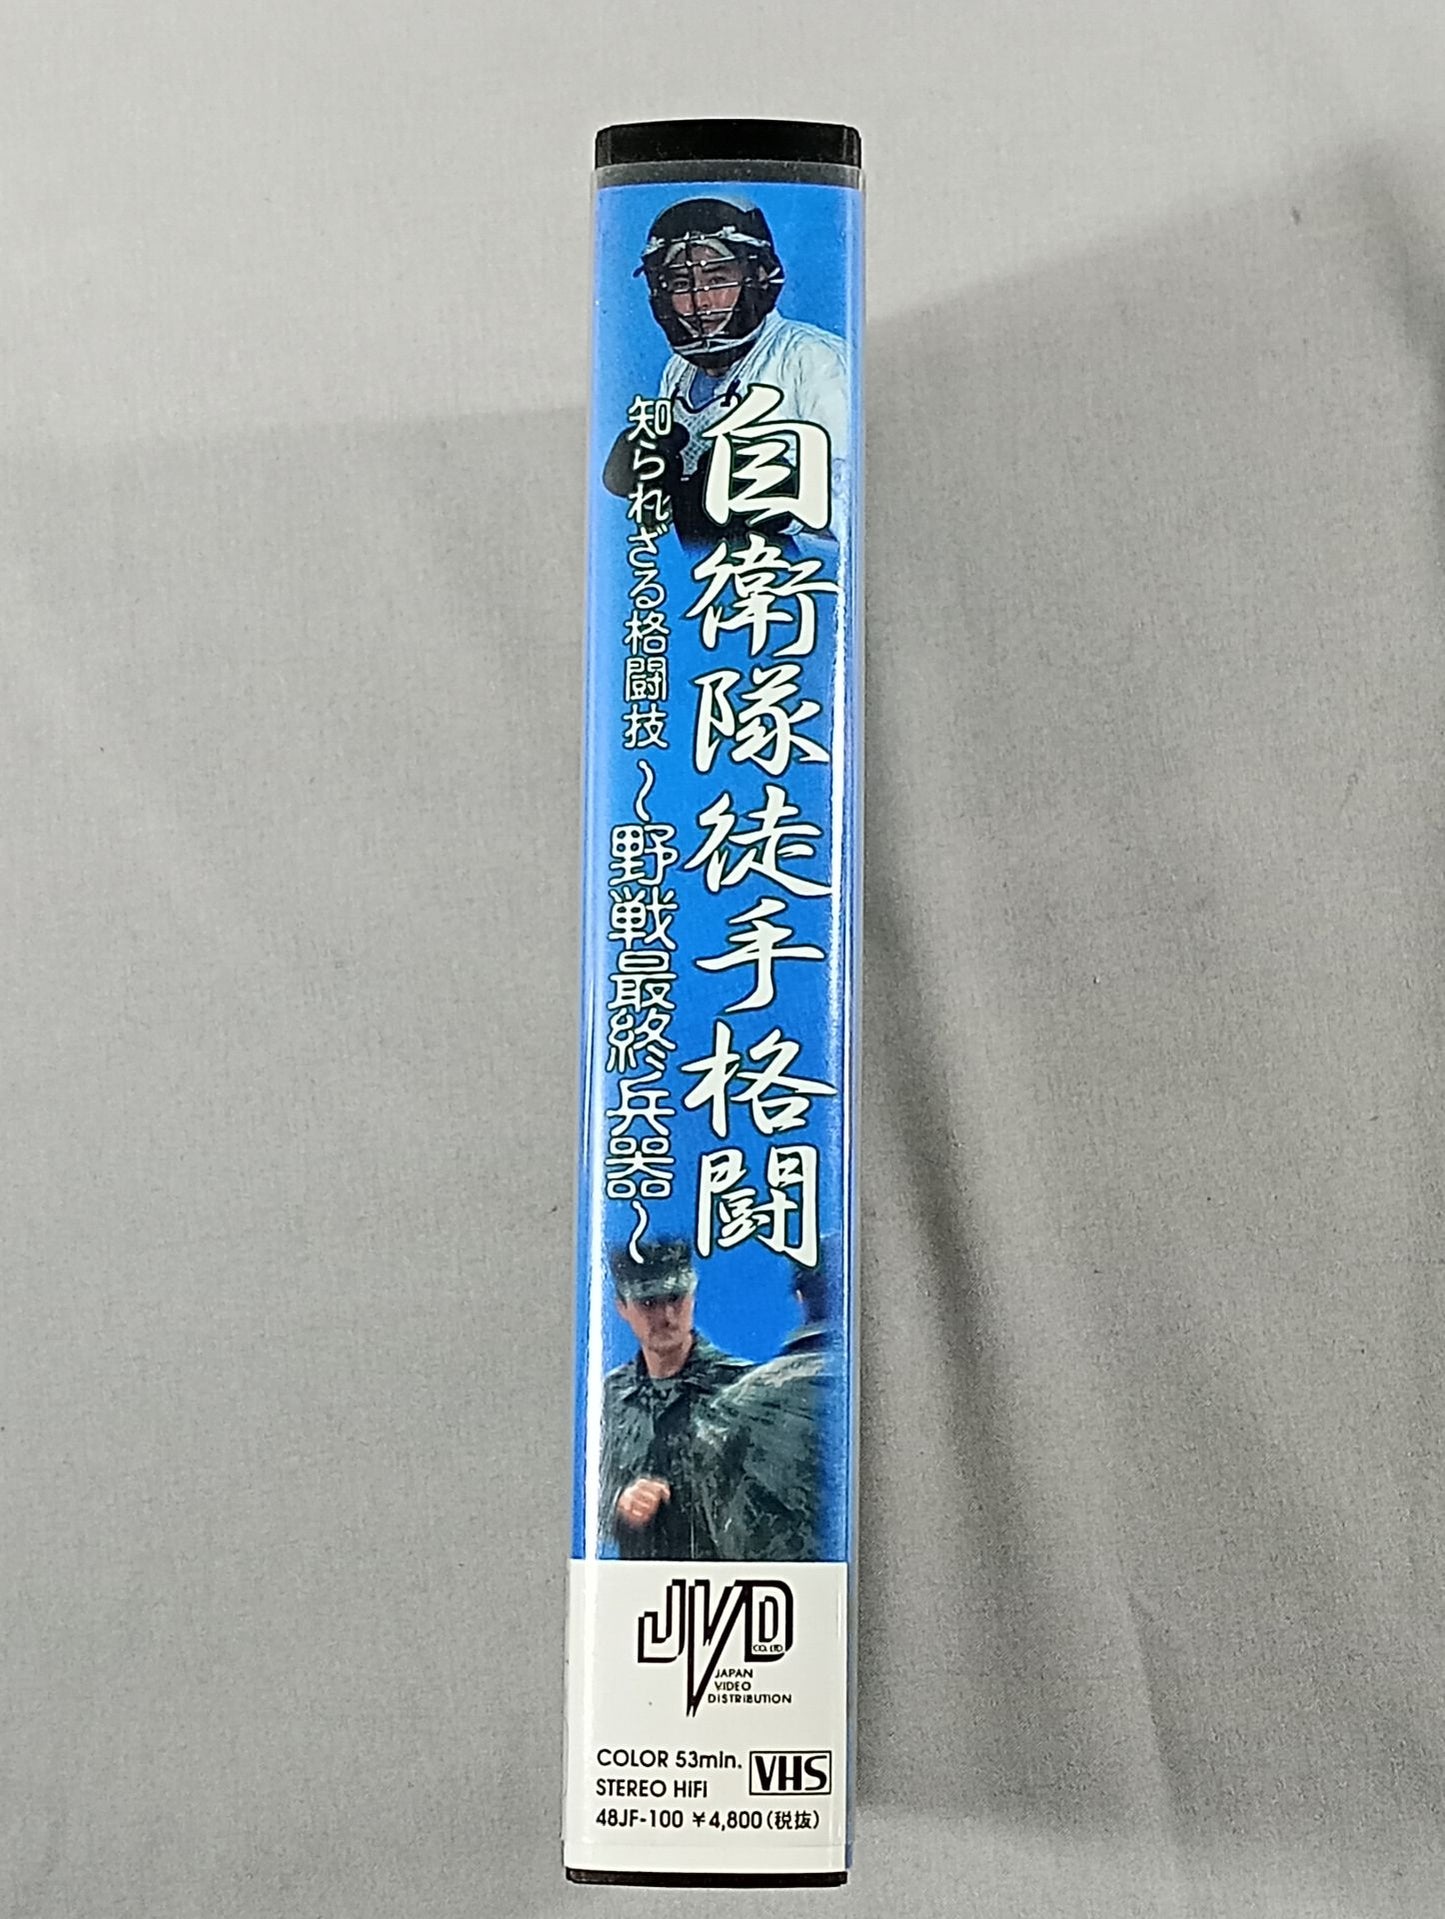 自衛隊徒手格闘
知られざる格闘技 〜野戦最終兵器〜
JVD
CO. LTD.
JAPAN
VIDEO
DISTRIBUTION
COLOR 53min.
STEREO HiFi
VHS
48JF-100 ¥4,800(税抜)